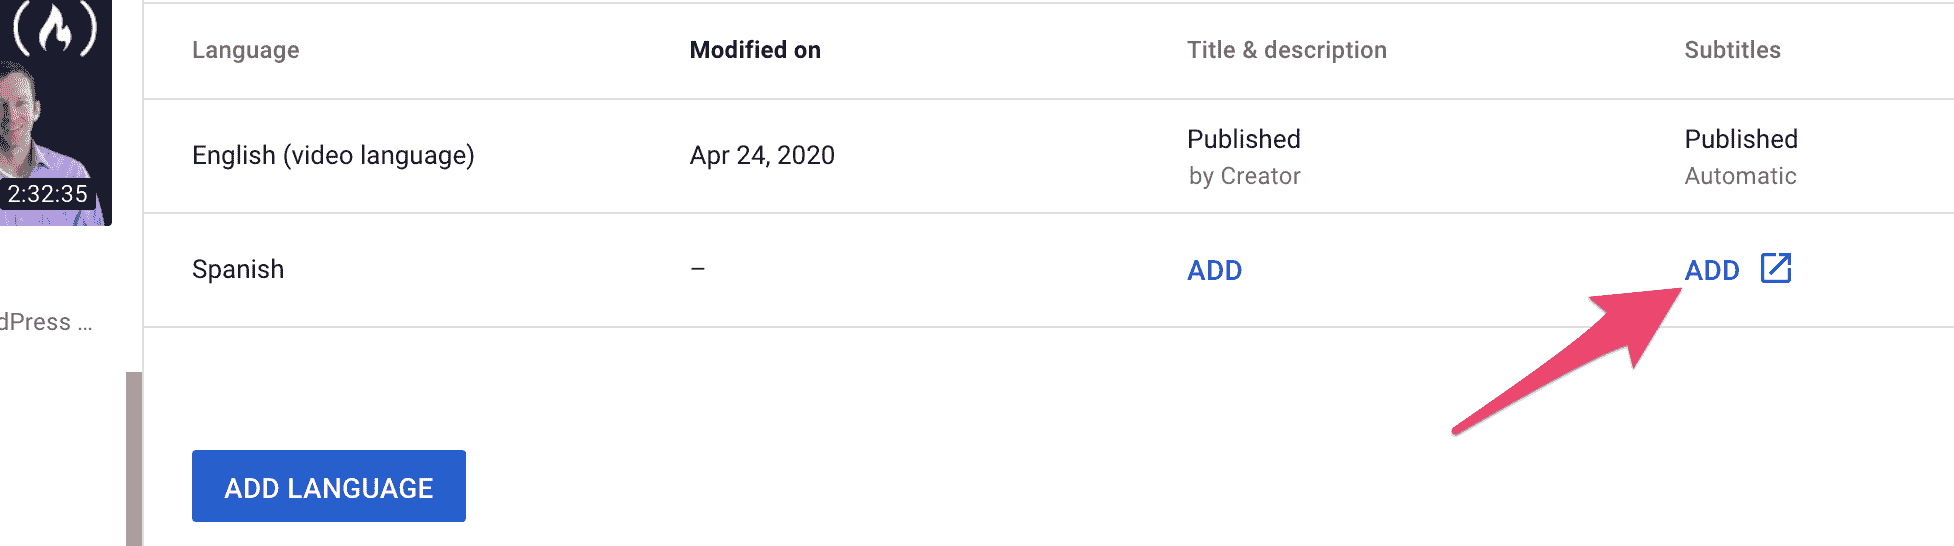 Language Modified on Title & description Subtitles
English (video language) Apr 24, 2020 Published Published
by Creator Automatic
2:32:35
Spanish – ADD ADD
dPress ...
ADD LANGUAGE